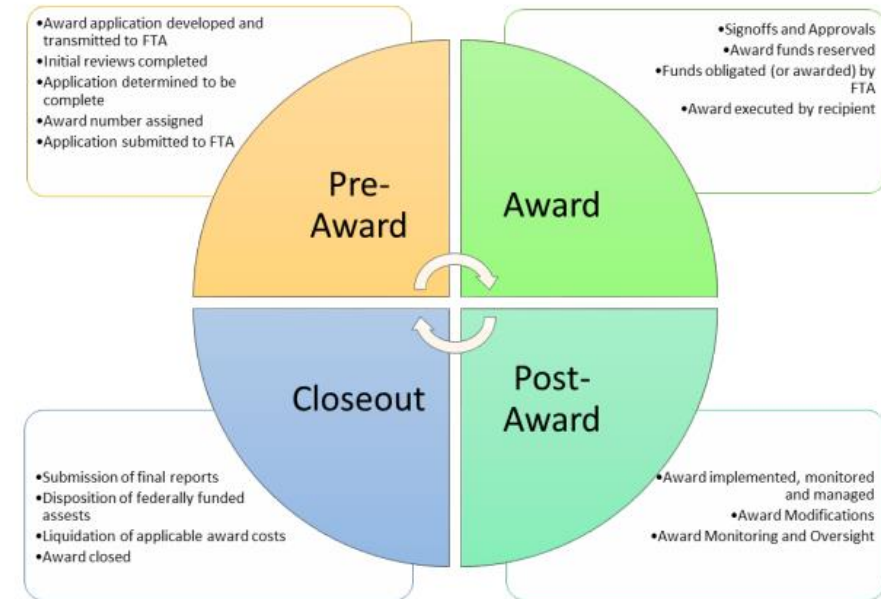 •Award application developed and
transmitted to FTA
•Initial reviews completed
•Application determined to be
complete
•Award number assigned
•Application submitted to FTA
Pre-
Award
•Signoffs and Approvals
•Award funds reserved
•Funds obligated (or awarded) by
FTA
•Award executed by recipient
Award
Closeout
•Submission of final reports
•Disposition of federally funded
assests
•Liquidation of applicable award costs
•Award closed
Post-
Award
•Award implemented, monitored
and managed
•Award Modifications
•Award Monitoring and Oversight